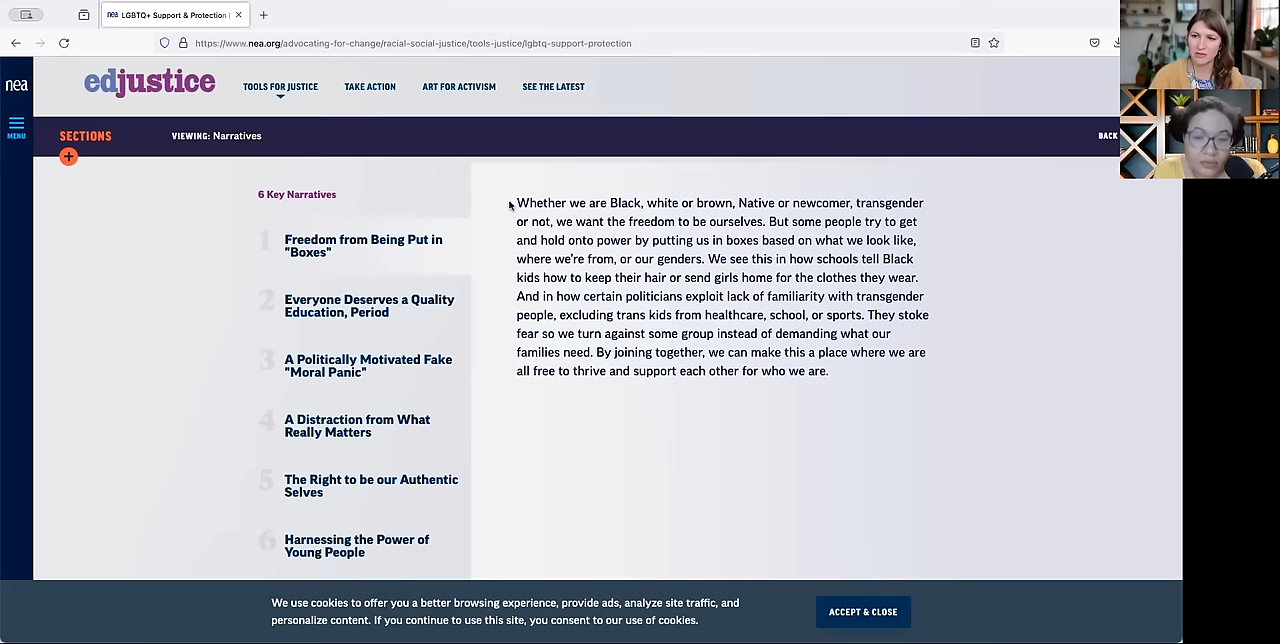 nea LGBTQ+ Support & Protection |
https://www.nea.org/advocating-for-change/racial-social-justice/tools-justice/lgbtq-support-protection
nea
MENU
edjustice
TOOLS FOR JUSTICE
TAKE ACTION
ART FOR ACTIVISM
SEE THE LATEST
SECTIONS
VIEWING: Narratives
BACK
6 Key Narratives
1 Freedom from Being Put in
"Boxes"
2 Everyone Deserves a Quality
Education, Period
3 A Politically Motivated Fake
"Moral Panic"
4 A Distraction from What
Really Matters
5 The Right to be our Authentic
Selves
6 Harnessing the Power of
Young People
Whether we are Black, white or brown, Native or newcomer, transgender
or not, we want the freedom to be ourselves. But some people try to get
and hold onto power by putting us in boxes based on what we look like,
where we're from, or our genders. We see this in how schools tell Black
kids how to keep their hair or send girls home for the clothes they wear.
And in how certain politicians exploit lack of familiarity with transgender
people, excluding trans kids from healthcare, school, or sports. They stoke
fear so we turn against some group instead of demanding what our
families need. By joining together, we can make this a place where we are
all free to thrive and support each other for who we are.
We use cookies to offer you a better browsing experience, provide ads, analyze site traffic, and
personalize content. If you continue to use this site, you consent to our use of cookies.
ACCEPT & CLOSE